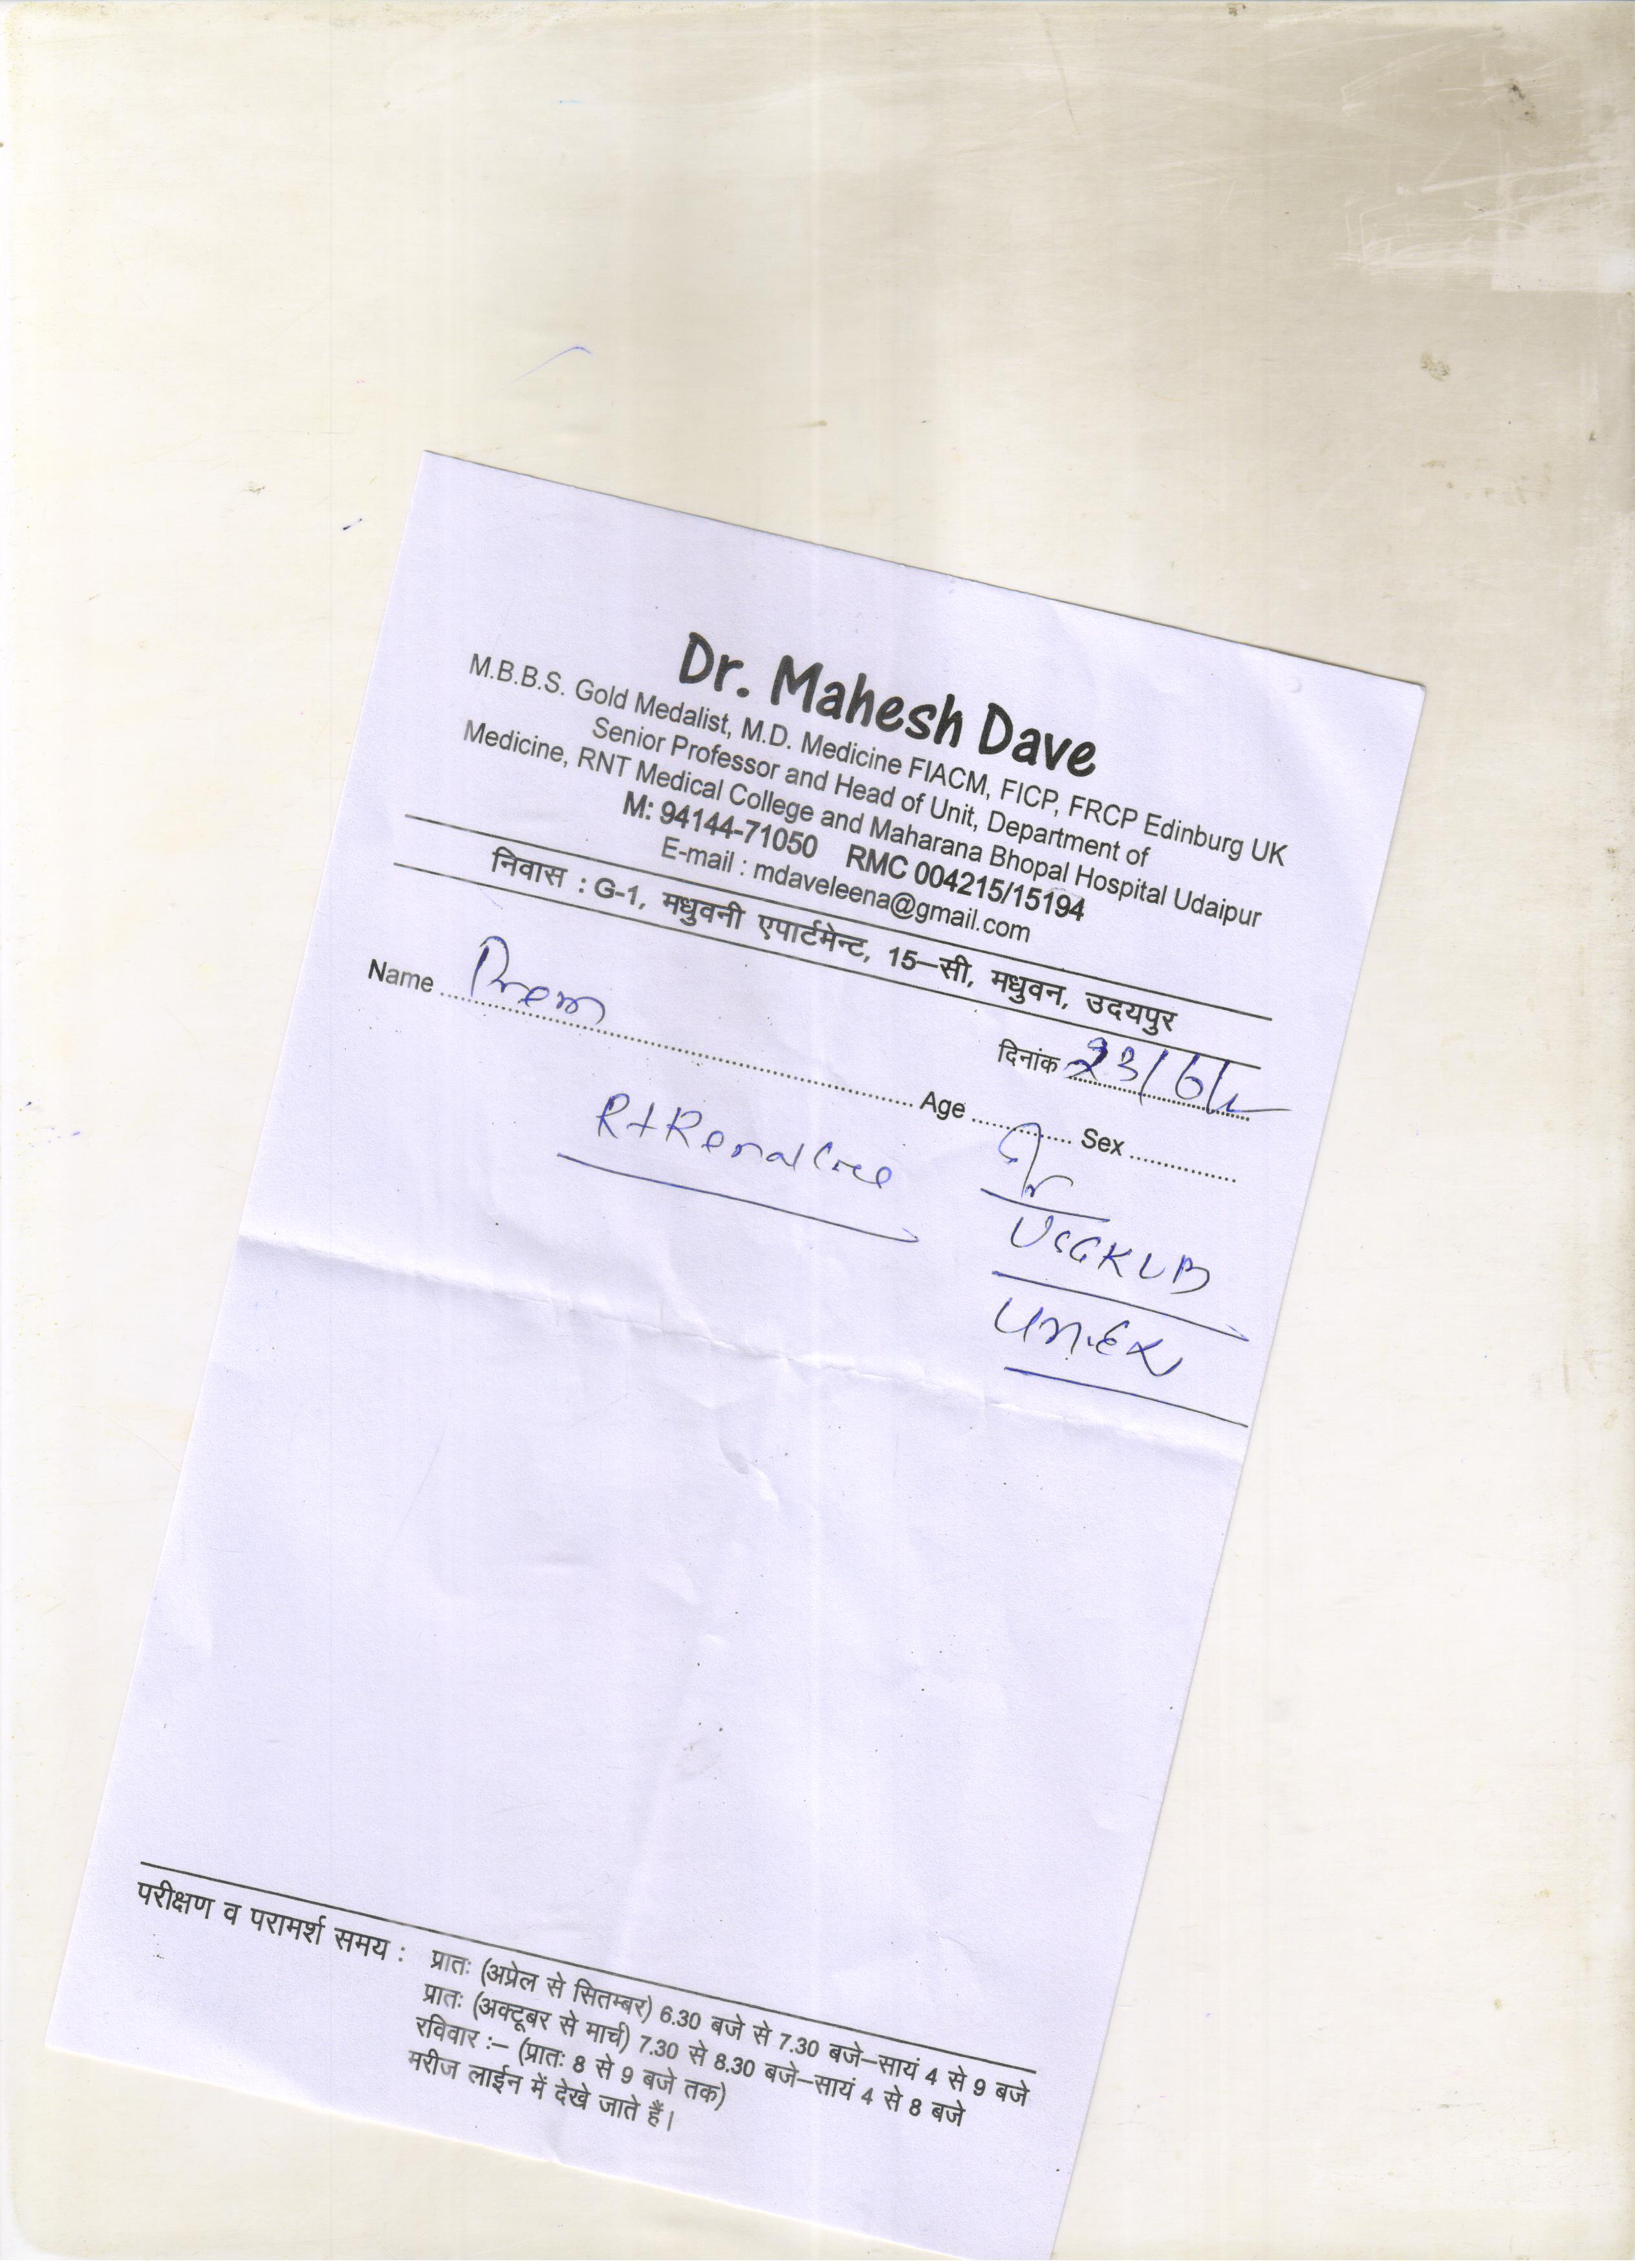 Dr. Mahesh Dave
M.B.B.S. Gold Medalist, M.D. Medicine FIACM, FICP, FRCP Edinburg UK
Senior Professor and Head of Unit, Department of
Medicine, RNT Medical College and Maharana Bhopal Hospital Udaipur
M: 94144-71050 RMC 004215/15194
E-mail : mdaveleena@gmail.com
निवास : G-1, मधुवनी एपार्टमेन्ट, 15–सी, मधुवन, उदयपुर
दिनांक 23/6/
Name Prem Age Sex
Rt Renal
USG KUB
परीक्षण व परामर्श समय : प्रातः (अप्रेल से सितम्बर) 6.30 बजे से 7.30 बजे–सायं 4 से 9 बजे
प्रातः (अक्टूबर से मार्च) 7.30 से 8.30 बजे–सायं 4 से 8 बजे
रविवार :– (प्रातः 8 से 9 बजे तक)
मरीज लाईन में देखे जाते हैं।